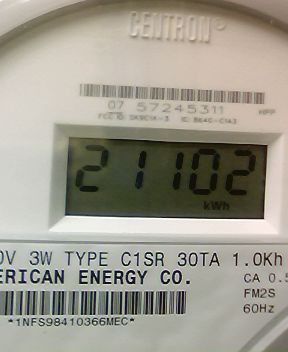 CENTRON®
07 57245311
21102
kWh
0V 3W TYPE C1SR 30TA 1.0Kh
ERICAN ENERGY CO.
CA 0.5
FM2S
60Hz
*1NFS98410366MEC*